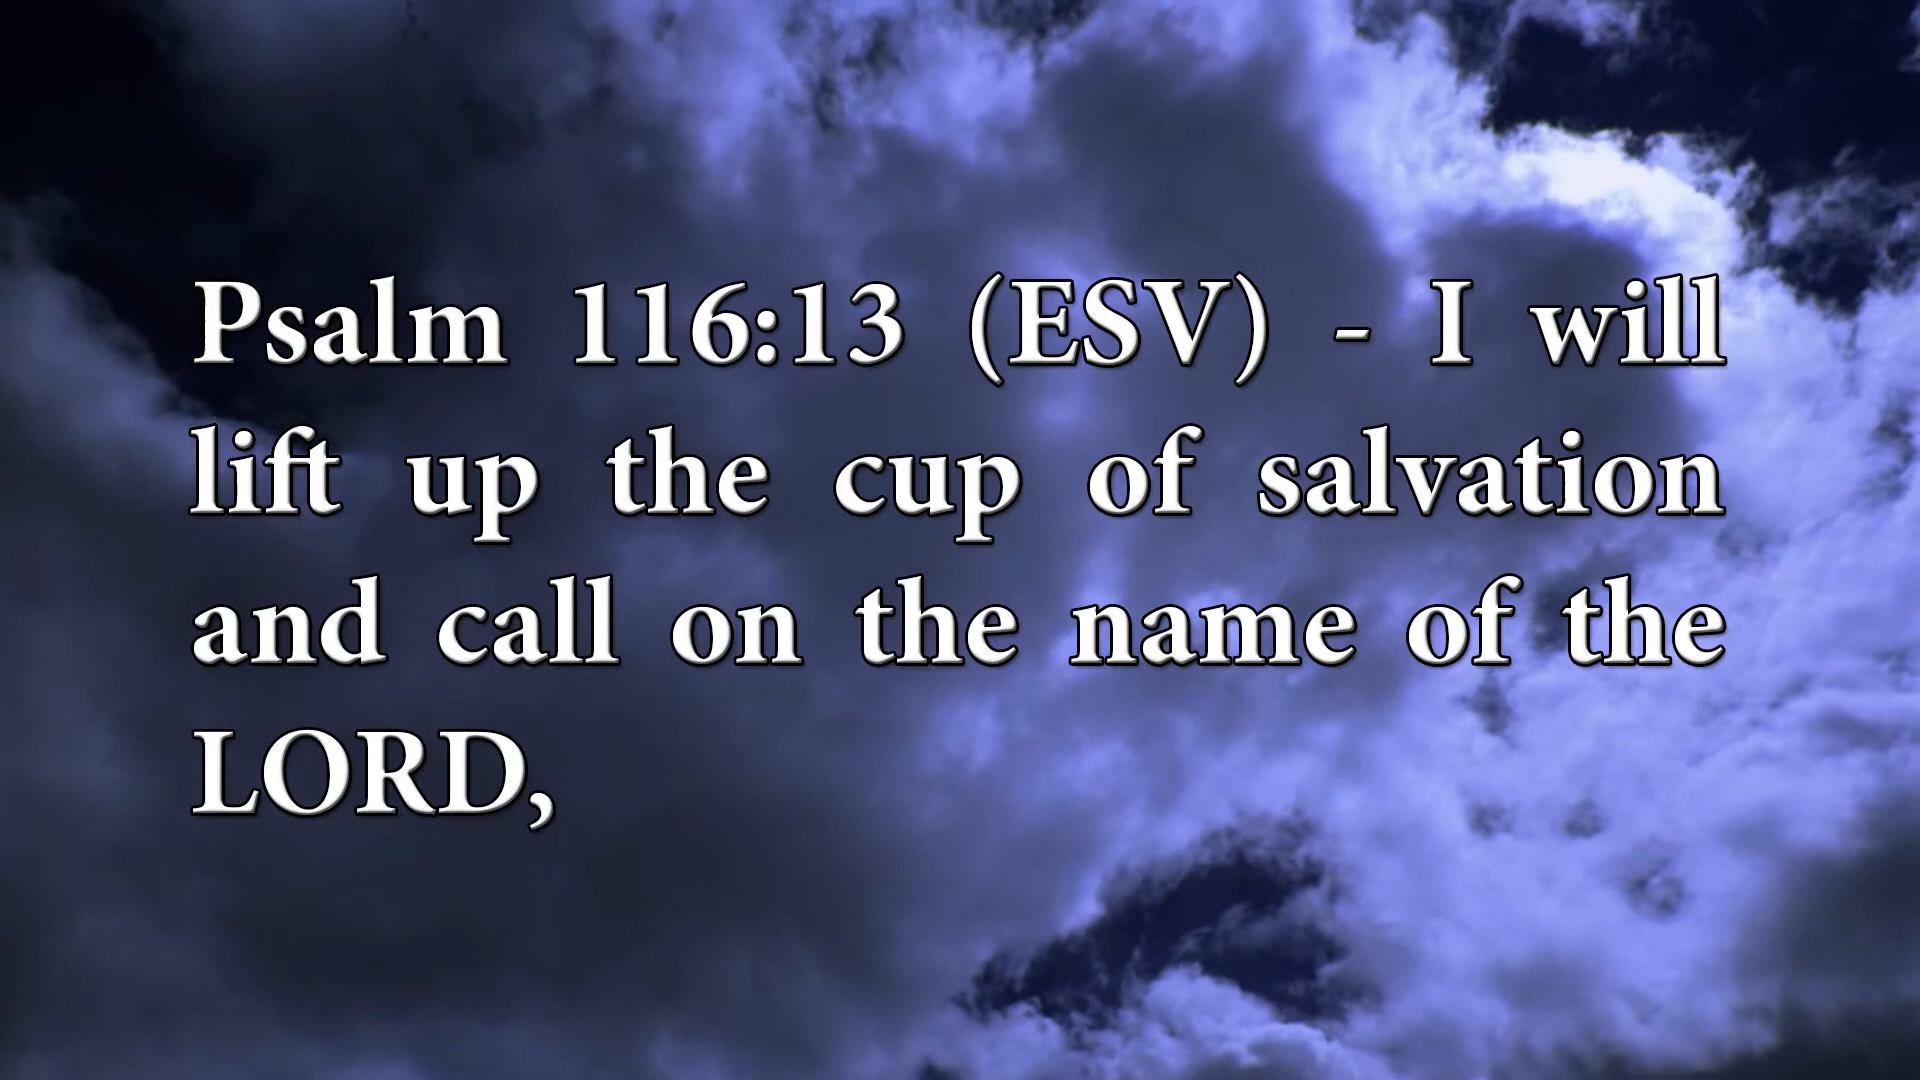 Psalm 116:13 (ESV) - I will
lift up the cup of salvation
and call on the name of the
LORD,